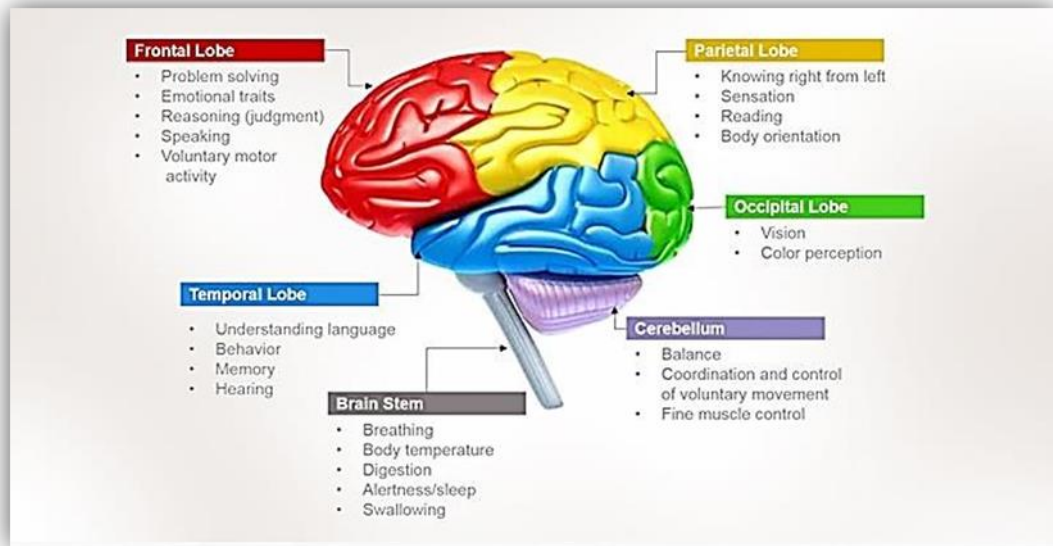 Frontal Lobe
• Problem solving
• Emotional traits
• Reasoning (judgment)
• Speaking
• Voluntary motor
activity
Parietal Lobe
• Knowing right from left
• Sensation
• Reading
• Body orientation
Occipital Lobe
• Vision
• Color perception
Temporal Lobe
• Understanding language
• Behavior
• Memory
• Hearing
Cerebellum
• Balance
• Coordination and control
of voluntary movement
• Fine muscle control
Brain Stem
• Breathing
• Body temperature
• Digestion
• Alertness/sleep
• Swallowing